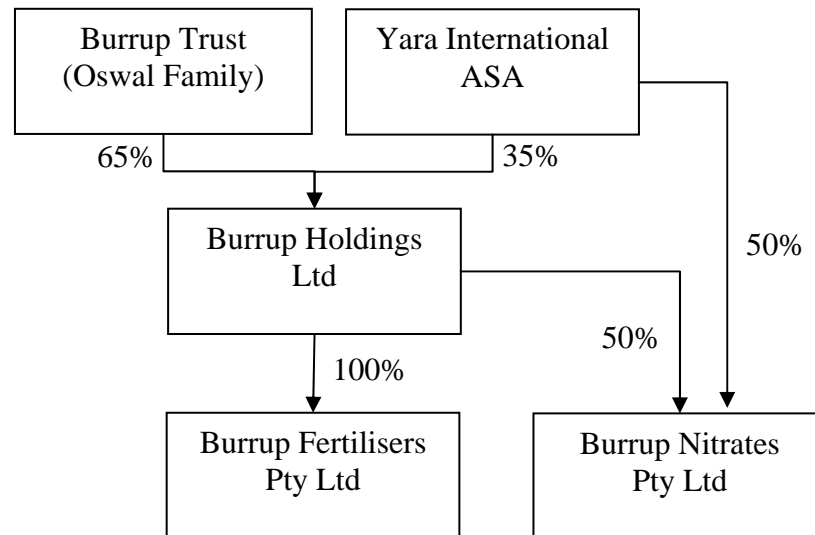 Burrup Trust
(Oswal Family)
Yara International
ASA
65%
35%
Burrup Holdings
Ltd
50%
50%
100%
Burrup Fertilisers
Pty Ltd
Burrup Nitrates
Pty Ltd